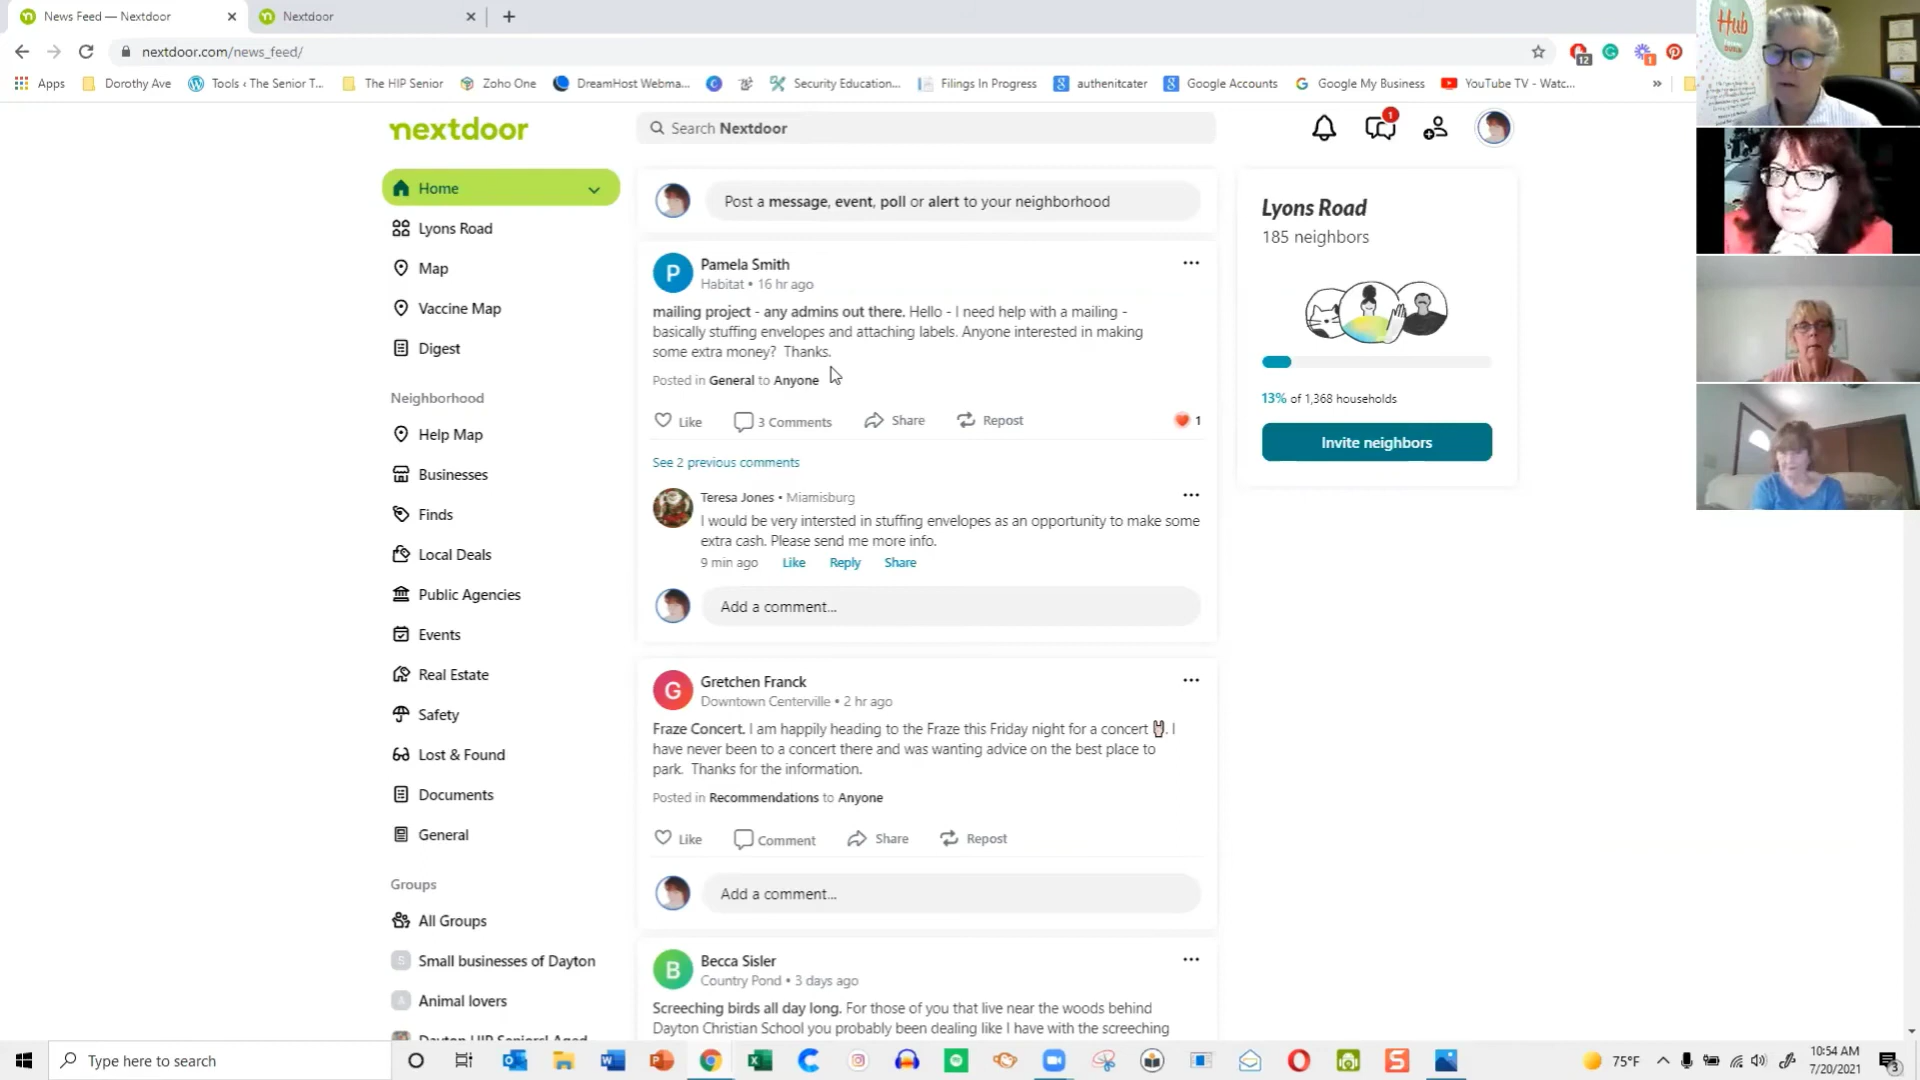 News Feed — Nextdoor
Nextdoor
nextdoor.com/news_feed/
12
1
Apps
Dorothy Ave
Tools ‹ The Senior T...
The HIP Senior
Zoho One
DreamHost Webma...
Security Education...
Filings In Progress
authenitcater
Google Accounts
Google My Business
YouTube TV - Watc...
»
Hub
nextdoor
Search Nextdoor
1
Home
Lyons Road
Map
Vaccine Map
Digest
Neighborhood
Help Map
Businesses
Finds
Local Deals
Public Agencies
Events
Real Estate
Safety
Lost & Found
Documents
General
Groups
All Groups
S Small businesses of Dayton
A Animal lovers
Dayton HIP Seniors! Aged
Post a message, event, poll or alert to your neighborhood
P
Pamela Smith
Habitat • 16 hr ago
mailing project - any admins out there. Hello - I need help with a mailing -
basically stuffing envelopes and attaching labels. Anyone interested in making
some extra money?  Thanks.
Posted in General to Anyone
Like 3 Comments Share Repost 1
See 2 previous comments
Teresa Jones • Miamisburg
I would be very intersted in stuffing envelopes as an opportunity to make some
extra cash. Please send me more info.
9 min ago Like Reply Share
Add a comment...
G
Gretchen Franck
Downtown Centerville • 2 hr ago
Fraze Concert. I am happily heading to the Fraze this Friday night for a concert 🤘. I
have never been to a concert there and was wanting advice on the best place to
park.  Thanks for the information.
Posted in Recommendations to Anyone
Like Comment Share Repost
Add a comment...
B
Becca Sisler
Country Pond • 3 days ago
Screeching birds all day long. For those of you that live near the woods behind
Dayton Christian School you probably been dealing like I have with the screeching
Lyons Road
185 neighbors
13% of 1,368 households
Invite neighbors
Type here to search
75°F
10:54 AM
7/20/2021
3